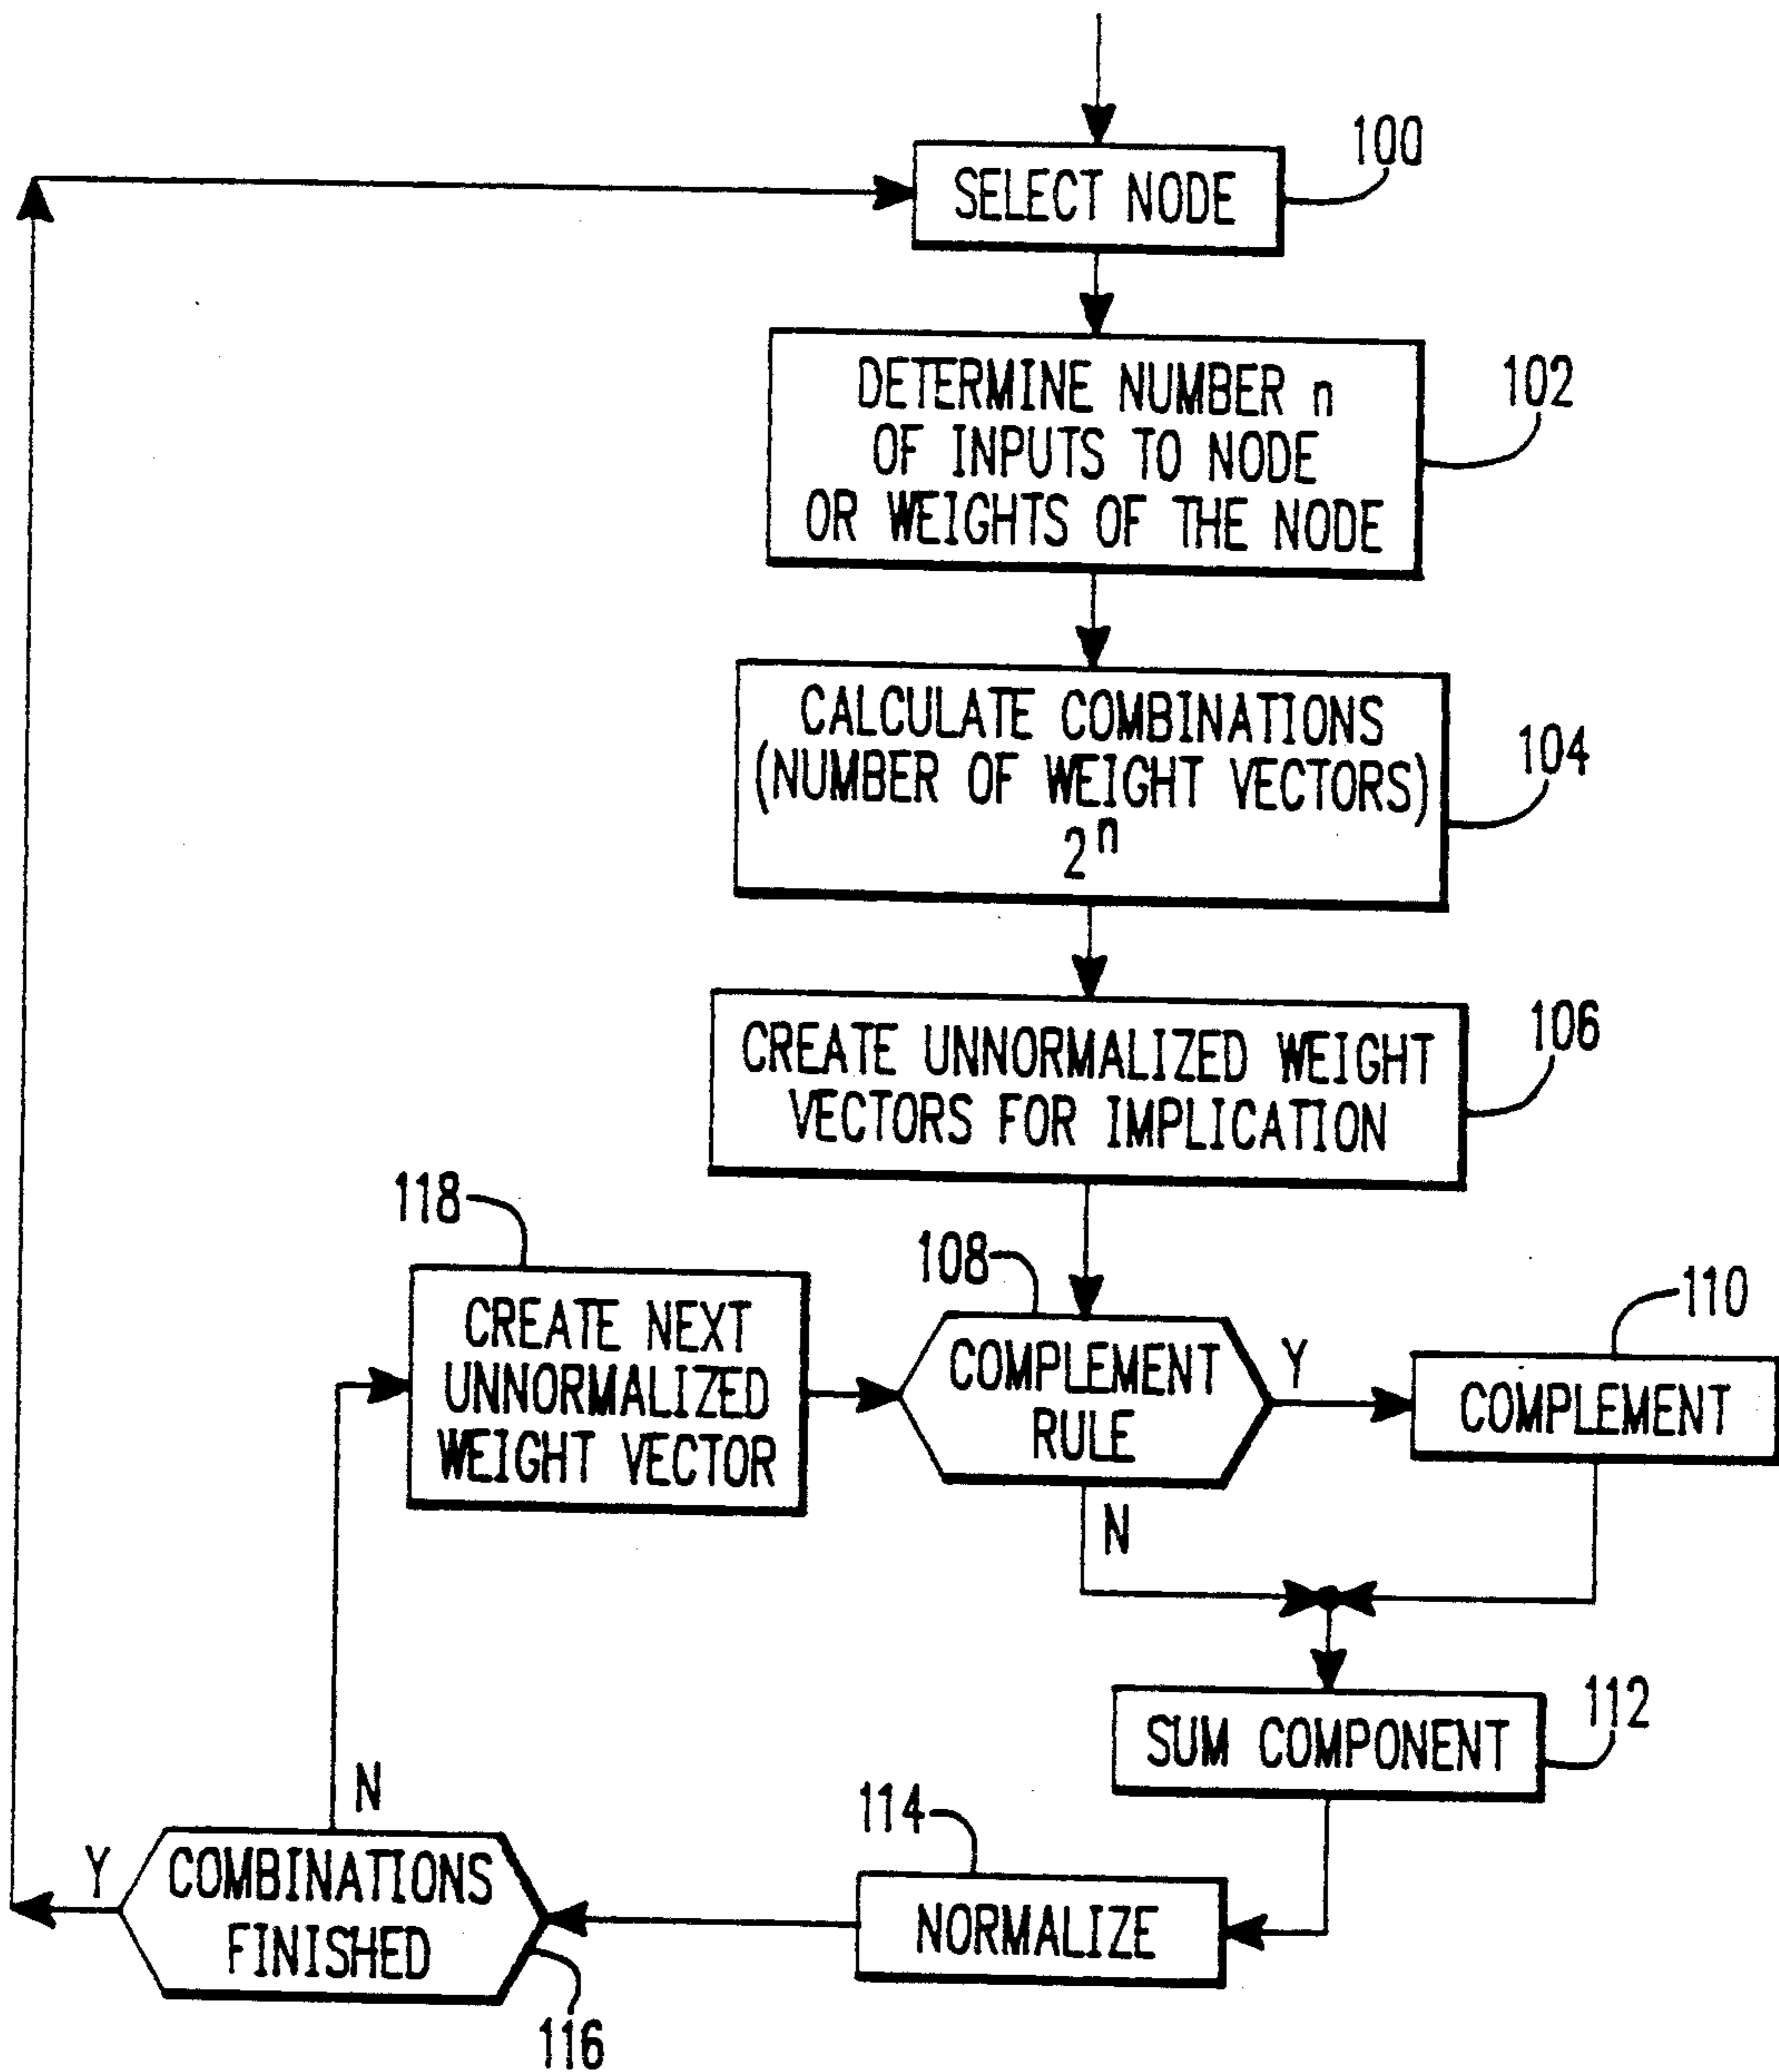 100
SELECT NODE
DETERMINE NUMBER n
OF INPUTS TO NODE
OR WEIGHTS OF THE NODE
102
CALCULATE COMBINATIONS
(NUMBER OF WEIGHT VECTORS)
2ⁿ
104
CREATE UNNORMALIZED WEIGHT
VECTORS FOR IMPLICATION
106
118
CREATE NEXT
UNNORMALIZED
WEIGHT VECTOR
108
COMPLEMENT
RULE
Y
N
110
COMPLEMENT
SUM COMPONENT
112
114
NORMALIZE
N
Y
COMBINATIONS
FINISHED
116